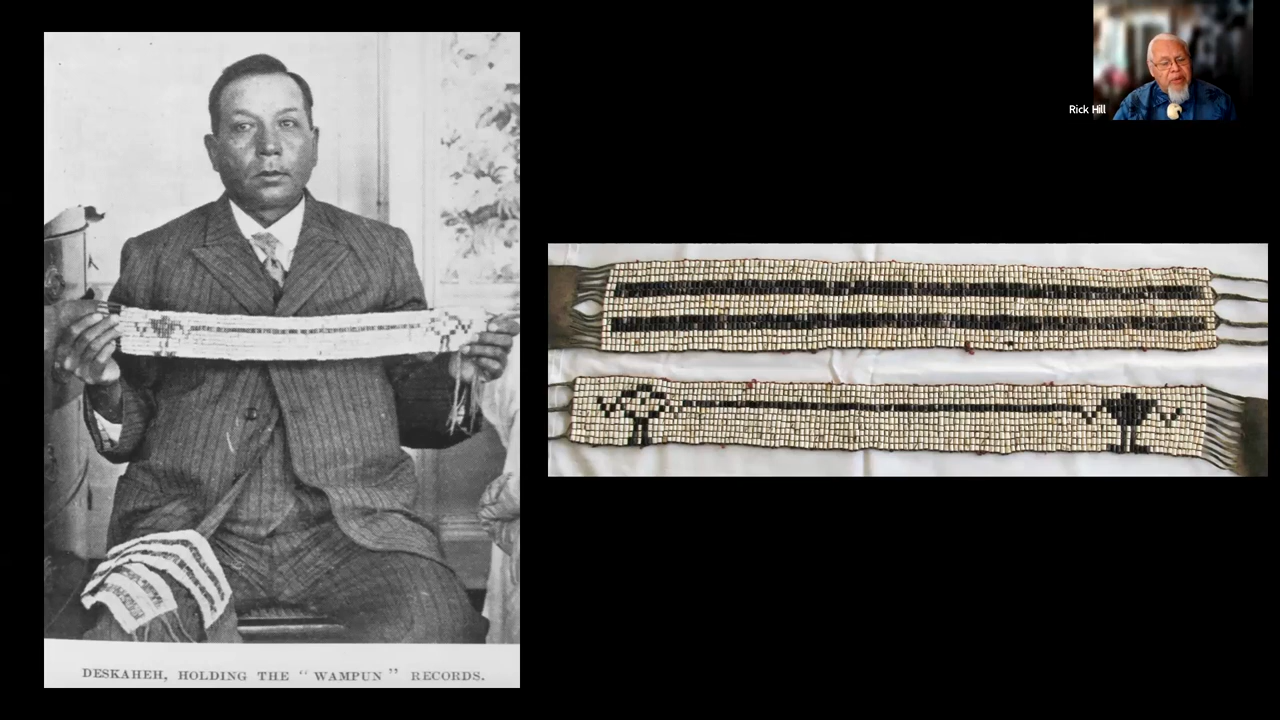 Rick Hill
DESKAHEH, HOLDING THE "WAMPUN" RECORDS.